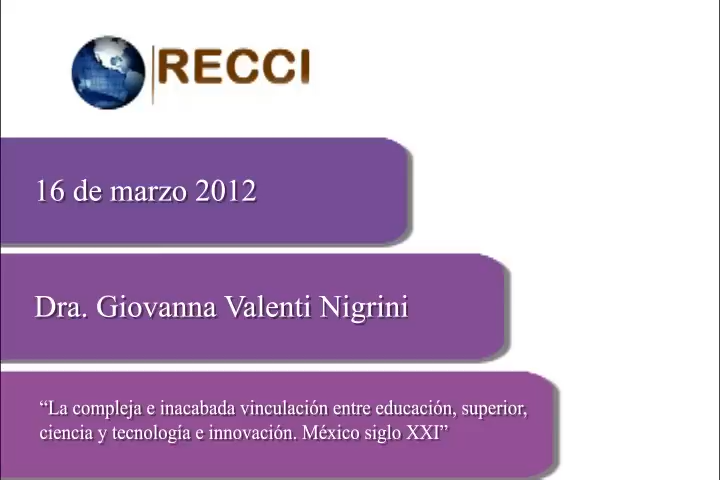 RECCI
16 de marzo 2012
Dra. Giovanna Valenti Nigrini
“La compleja e inacabada vinculación entre educación, superior,
ciencia y tecnología e innovación. México siglo XXI”